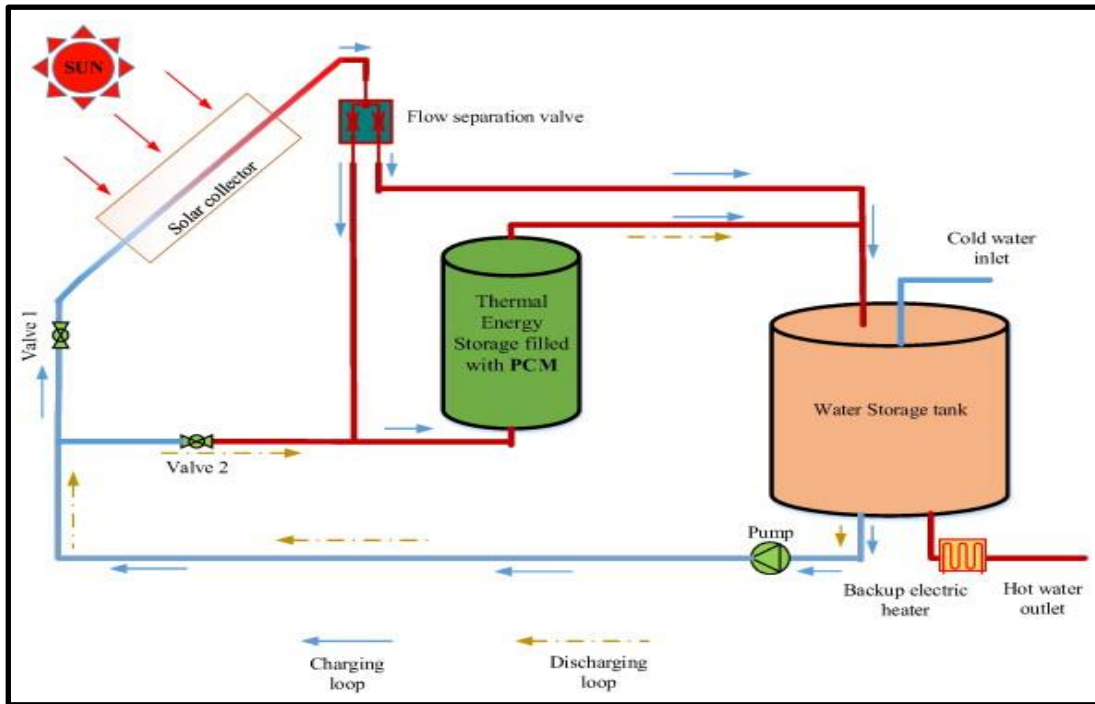 SUN
Flow separation valve
Solar collector
Cold water
inlet
Thermal
Energy
Storage filled
with PCM
Valve 1
Water Storage tank
Valve 2
Pump
Backup electric
heater
Hot water
outlet
Charging
loop
Discharging
loop